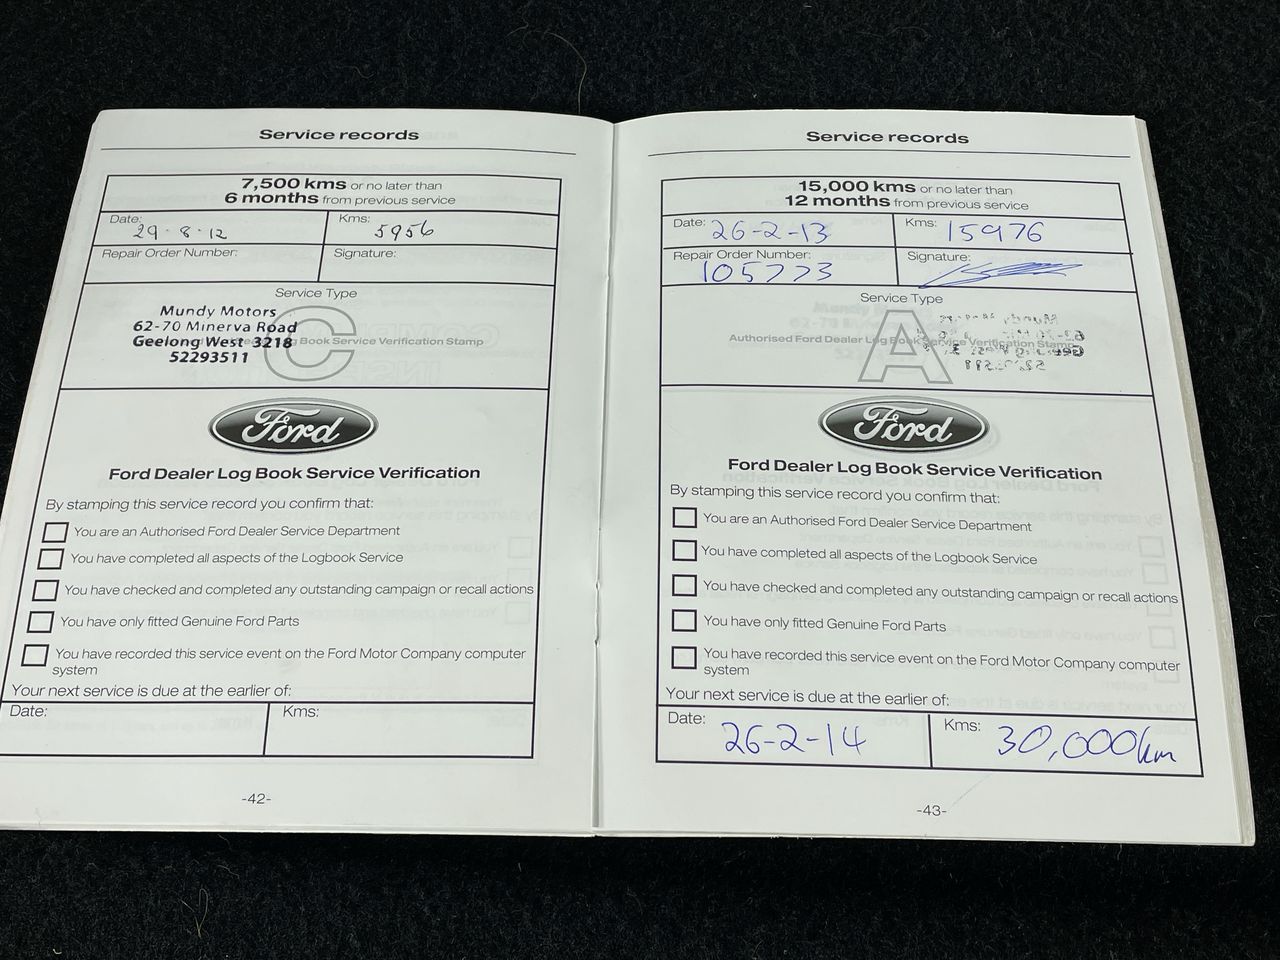 Service records
7,500 kms or no later than
6 months from previous service
Date: 29-8-12
Kms: 5956
Repair Order Number:
Signature:
Service Type
C
Mundy Motors
62-70 Minerva Road
Geelong West 3218
52293511
Log Book Service Verification Stamp
Ford
Ford Dealer Log Book Service Verification
By stamping this service record you confirm that:
You are an Authorised Ford Dealer Service Department
You have completed all aspects of the Logbook Service
You have checked and completed any outstanding campaign or recall actions
You have only fitted Genuine Ford Parts
You have recorded this service event on the Ford Motor Company computer
system
Your next service is due at the earlier of:
Date:
Kms:
-42-
Service records
15,000 kms or no later than
12 months from previous service
Date: 26-2-13
Kms: 15976
Repair Order Number: 105773
Signature:
Service Type
A
Authorised Ford Dealer Log Book Service Verification Stamp
Ford
Ford Dealer Log Book Service Verification
By stamping this service record you confirm that:
You are an Authorised Ford Dealer Service Department
You have completed all aspects of the Logbook Service
You have checked and completed any outstanding campaign or recall actions
You have only fitted Genuine Ford Parts
You have recorded this service event on the Ford Motor Company computer
system
Your next service is due at the earlier of:
Date: 26-2-14
Kms: 30,000km
-43-